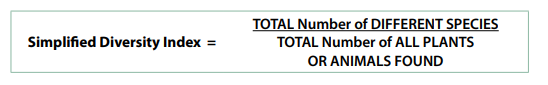 TOTAL Number of DIFFERENT SPECIES
Simplified Diversity Index =
TOTAL Number of ALL PLANTS
OR ANIMALS FOUND